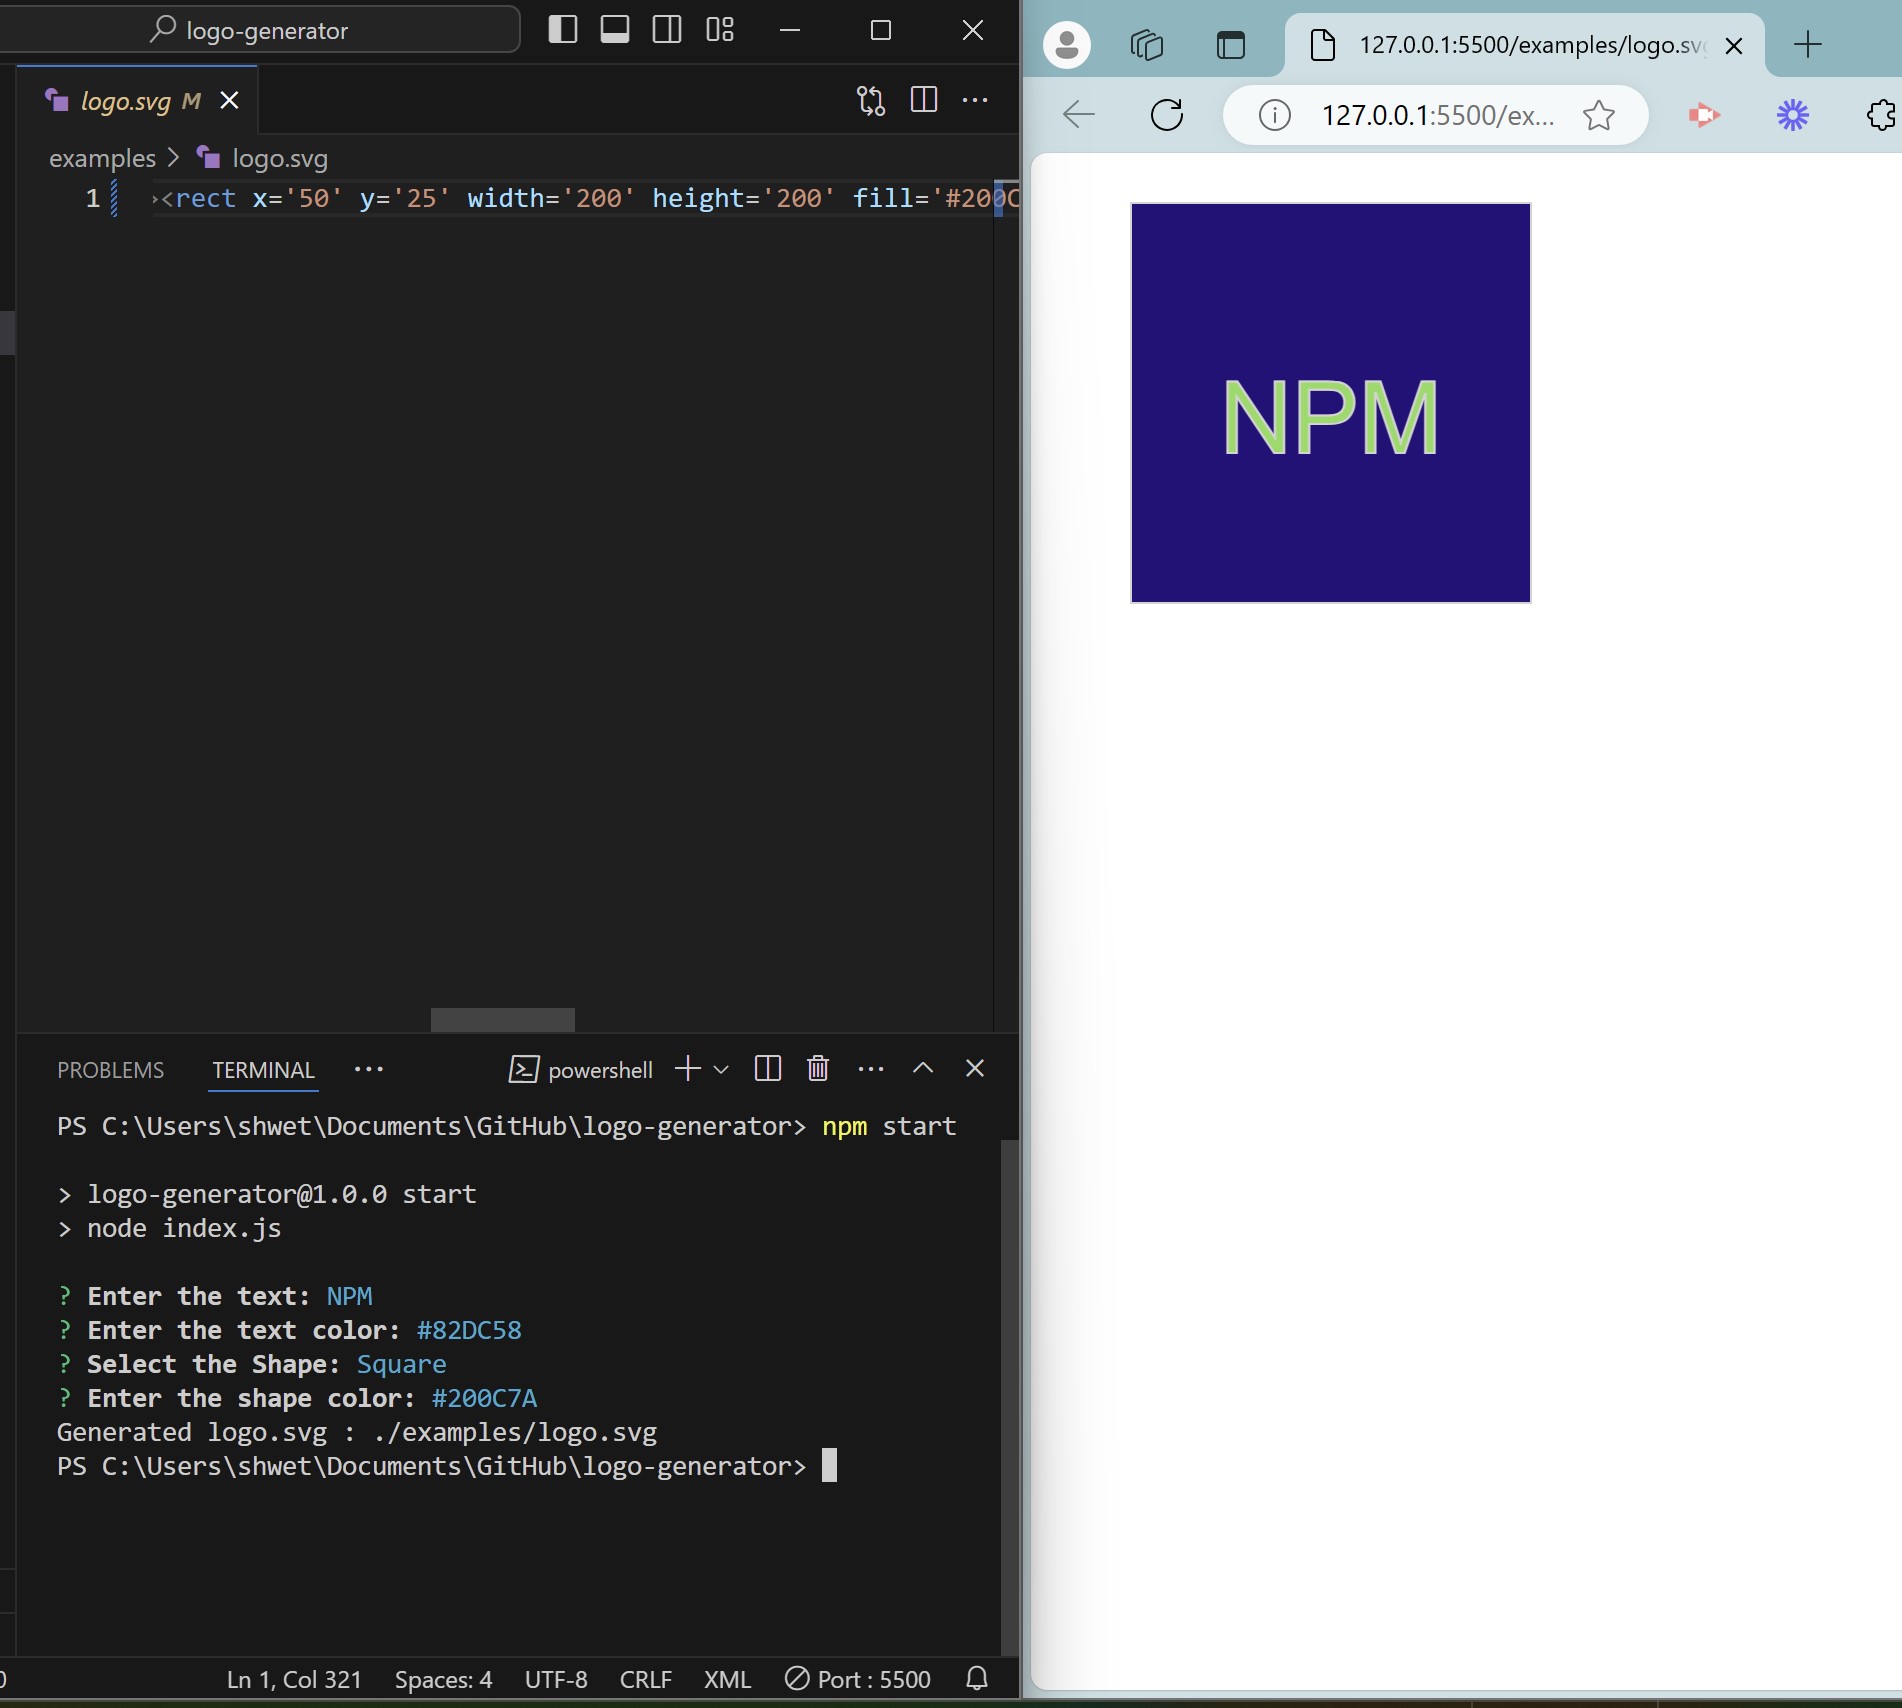 logo-generator
logo.svg M
examples > logo.svg
1 <rect x='50' y='25' width='200' height='200' fill='#200C
PROBLEMS TERMINAL ... powershell
PS C:\Users\shwet\Documents\GitHub\logo-generator> npm start
> logo-generator@1.0.0 start
> node index.js
? Enter the text: NPM
? Enter the text color: #82DC58
? Select the Shape: Square
? Enter the shape color: #200C7A
Generated logo.svg : ./examples/logo.svg
PS C:\Users\shwet\Documents\GitHub\logo-generator>
0 Ln 1, Col 321 Spaces: 4 UTF-8 CRLF XML Port : 5500
127.0.0.1:5500/examples/logo.svg
127.0.0.1:5500/ex...
NPM